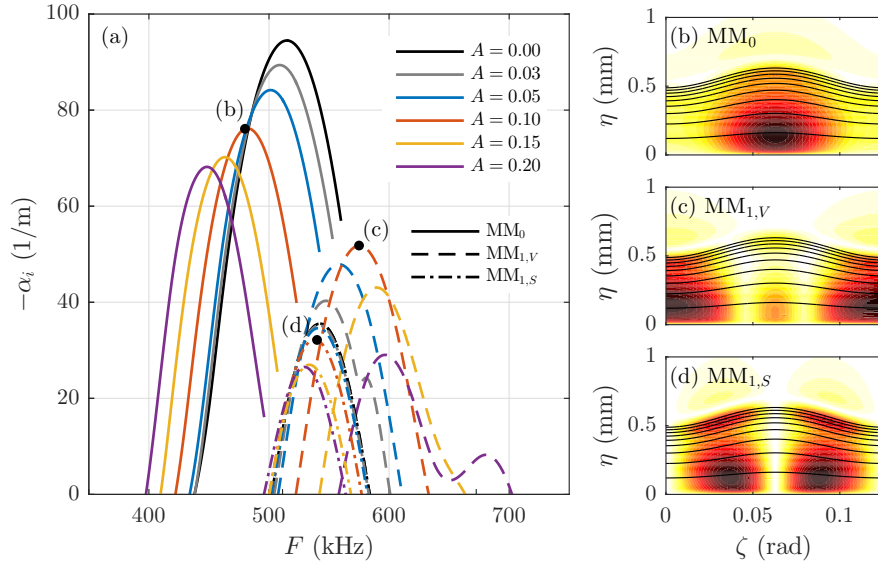 (a)
A = 0.00
A = 0.03
A = 0.05
A = 0.10
A = 0.15
A = 0.20
MM₀
MM₁,V
MM₁,S
(b)
(c)
(d)
100
80
60
40
20
0
400 500 600 700
−αᵢ (1/m)
F (kHz)
(b) MM₀
1
0.5
0
η (mm)
(c) MM₁,V
1
0.5
0
η (mm)
(d) MM₁,S
1
0.5
0
η (mm)
0 0.05 0.1
ζ (rad)